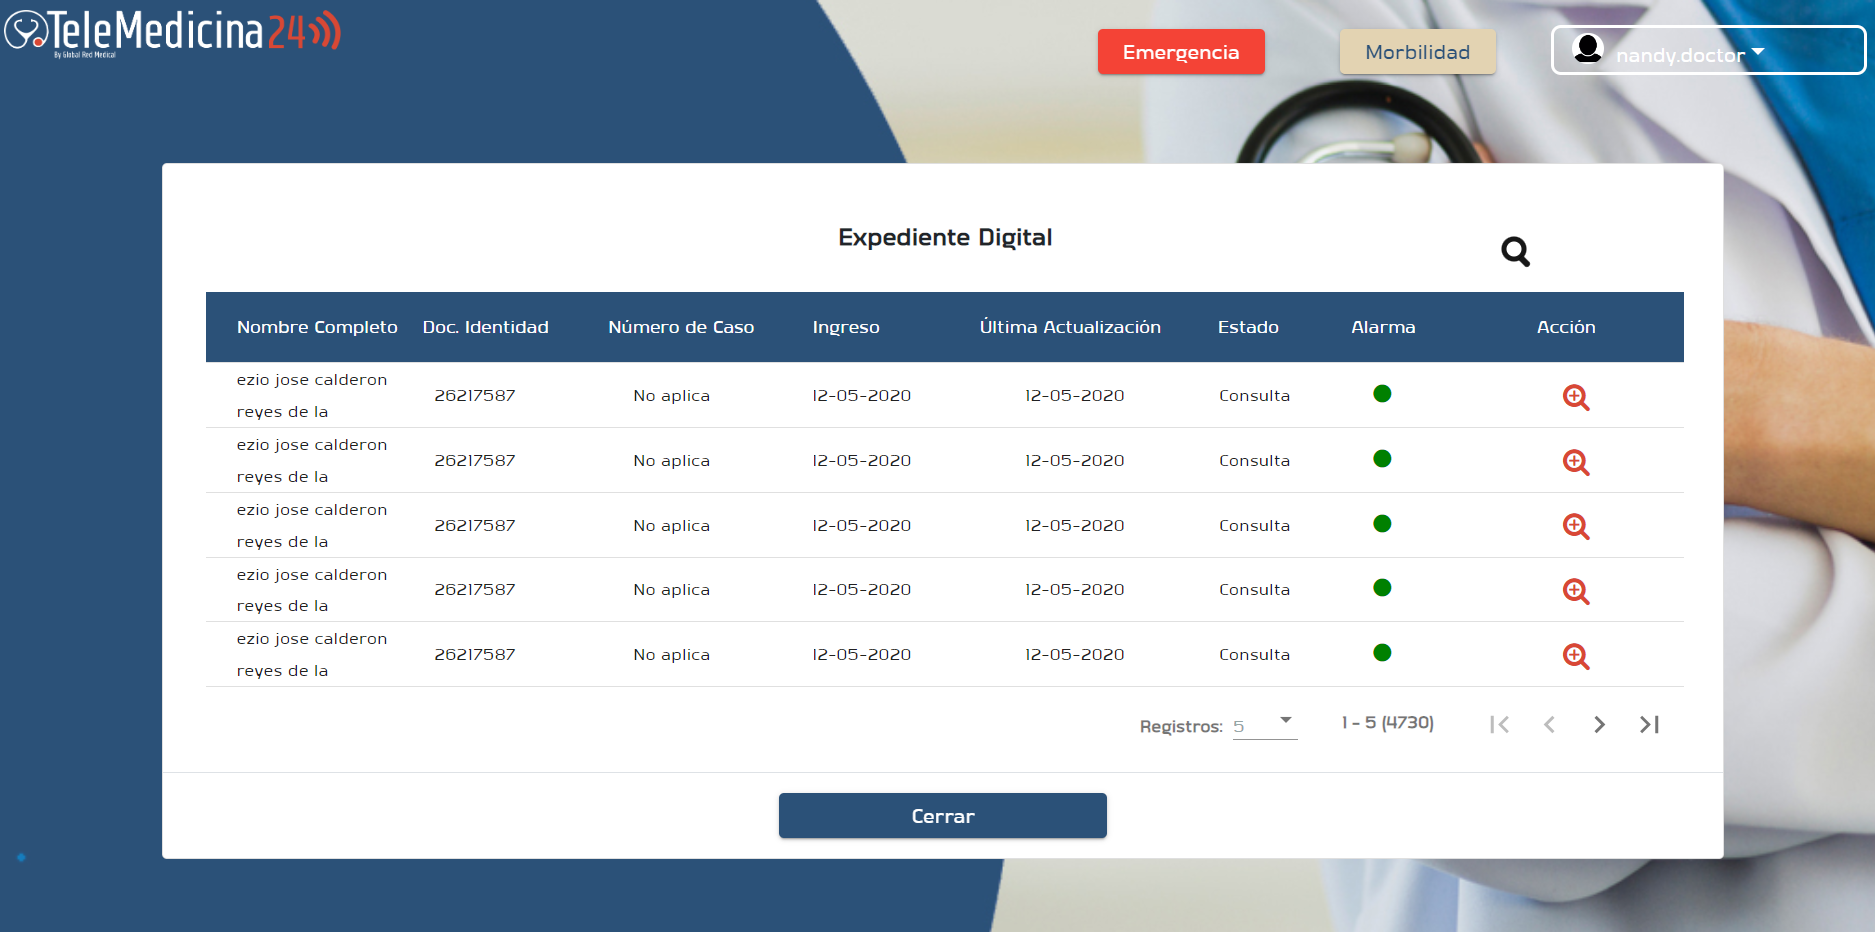 TeleMedicina24
By Global Red Medical
Emergencia
Morbilidad
nandy.doctor
Expediente Digital
Nombre Completo Doc. Identidad Número de Caso Ingreso Última Actualización Estado Alarma Acción
ezio jose calderon
reyes de la
26217587 No aplica 12-05-2020 12-05-2020 Consulta
ezio jose calderon
reyes de la
26217587 No aplica 12-05-2020 12-05-2020 Consulta
ezio jose calderon
reyes de la
26217587 No aplica 12-05-2020 12-05-2020 Consulta
ezio jose calderon
reyes de la
26217587 No aplica 12-05-2020 12-05-2020 Consulta
ezio jose calderon
reyes de la
26217587 No aplica 12-05-2020 12-05-2020 Consulta
Registros: 5 1 - 5 (4730)
Cerrar